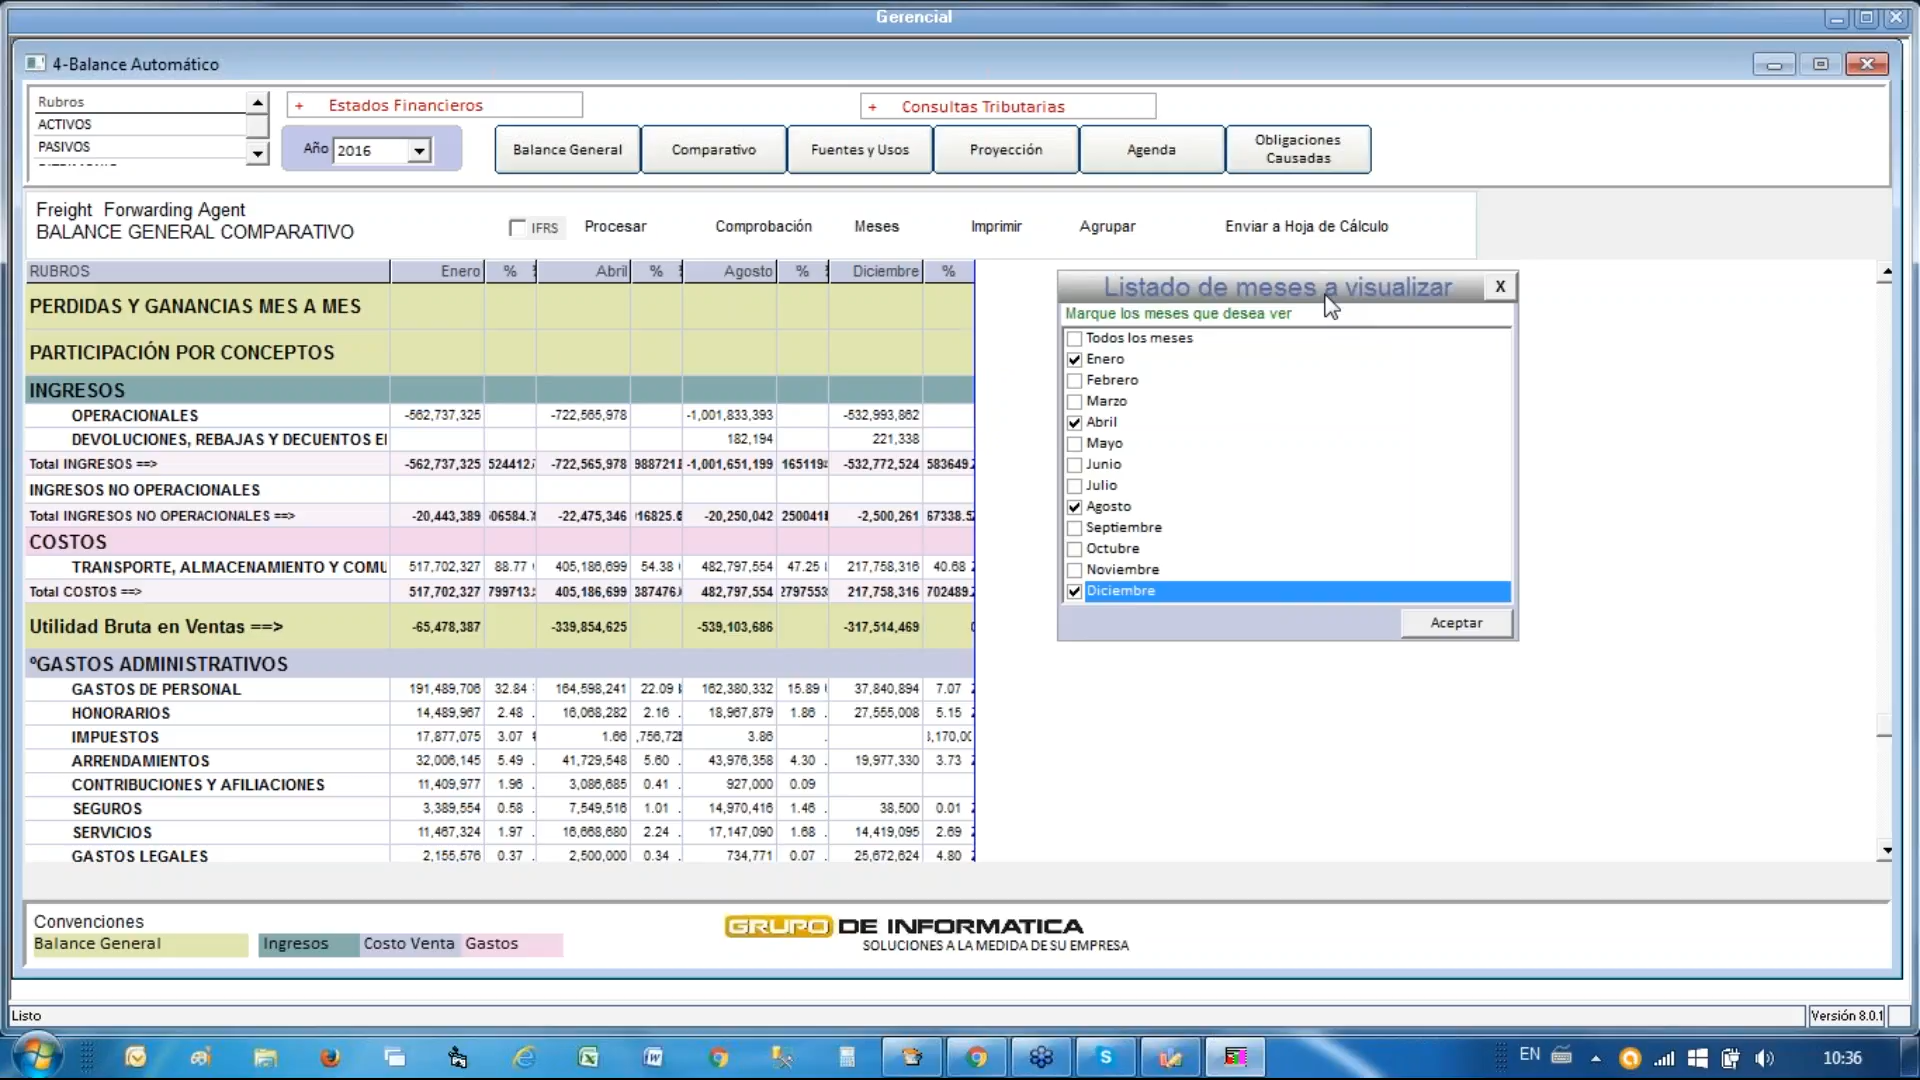 Gerencial
4-Balance Automático
Rubros
ACTIVOS
PASIVOS
+ Estados Financieros
+ Consultas Tributarias
Año 2016
Balance General
Comparativo
Fuentes y Usos
Proyección
Agenda
Obligaciones
Causadas
Freight Forwarding Agent
BALANCE GENERAL COMPARATIVO
IFRS Procesar Comprobación Meses Imprimir Agrupar Enviar a Hoja de Cálculo
RUBROS Enero % Abril % Agosto % Diciembre %
PERDIDAS Y GANANCIAS MES A MES
PARTICIPACIÓN POR CONCEPTOS
INGRESOS
OPERACIONALES -562,737,325 -722,565,978 -1,001,833,393 -532,993,862
DEVOLUCIONES, REBAJAS Y DECUENTOS EI 182,194 221,338
Total INGRESOS ==> -562,737,325 -722,565,978 -1,001,651,199 -532,772,524
INGRESOS NO OPERACIONALES
Total INGRESOS NO OPERACIONALES ==> -20,443,389 -22,475,346 -20,250,042 -2,500,261
COSTOS
TRANSPORTE, ALMACENAMIENTO Y COMU 517,702,327 88.77 405,186,699 54.38 482,797,554 47.25 217,758,316 40.68
Total COSTOS ==> 517,702,327 405,186,699 482,797,554 217,758,316
Utilidad Bruta en Ventas ==> -65,478,387 -339,854,625 -539,103,686 -317,514,469
ºGASTOS ADMINISTRATIVOS
GASTOS DE PERSONAL 191,489,706 32.84 164,598,241 22.09 162,380,332 15.89 37,840,894 7.07
HONORARIOS 14,489,967 2.48 16,068,282 2.16 18,967,879 1.86 27,555,008 5.15
IMPUESTOS 17,877,075 3.07 1.66 3.86
ARRENDAMIENTOS 32,006,145 5.49 41,729,548 5.60 43,976,358 4.30 19,977,330 3.73
CONTRIBUCIONES Y AFILIACIONES 11,409,977 1.96 3,086,685 0.41 927,000 0.09
SEGUROS 3,389,554 0.58 7,549,516 1.01 14,970,416 1.46 38,500 0.01
SERVICIOS 11,467,324 1.97 16,668,680 2.24 17,147,090 1.68 14,419,095 2.69
GASTOS LEGALES 2,155,576 0.37 2,500,000 0.34 734,771 0.07 25,672,624 4.80
Listado de meses a visualizar X
Marque los meses que desea ver
Todos los meses
Enero
Febrero
Marzo
Abril
Mayo
Junio
Julio
Agosto
Septiembre
Octubre
Noviembre
Diciembre
Aceptar
Convenciones
Balance General Ingresos Costo Venta Gastos
GRUPO DE INFORMATICA
SOLUCIONES A LA MEDIDA DE SU EMPRESA
Listo
Versión 8.0.1
EN
10:36